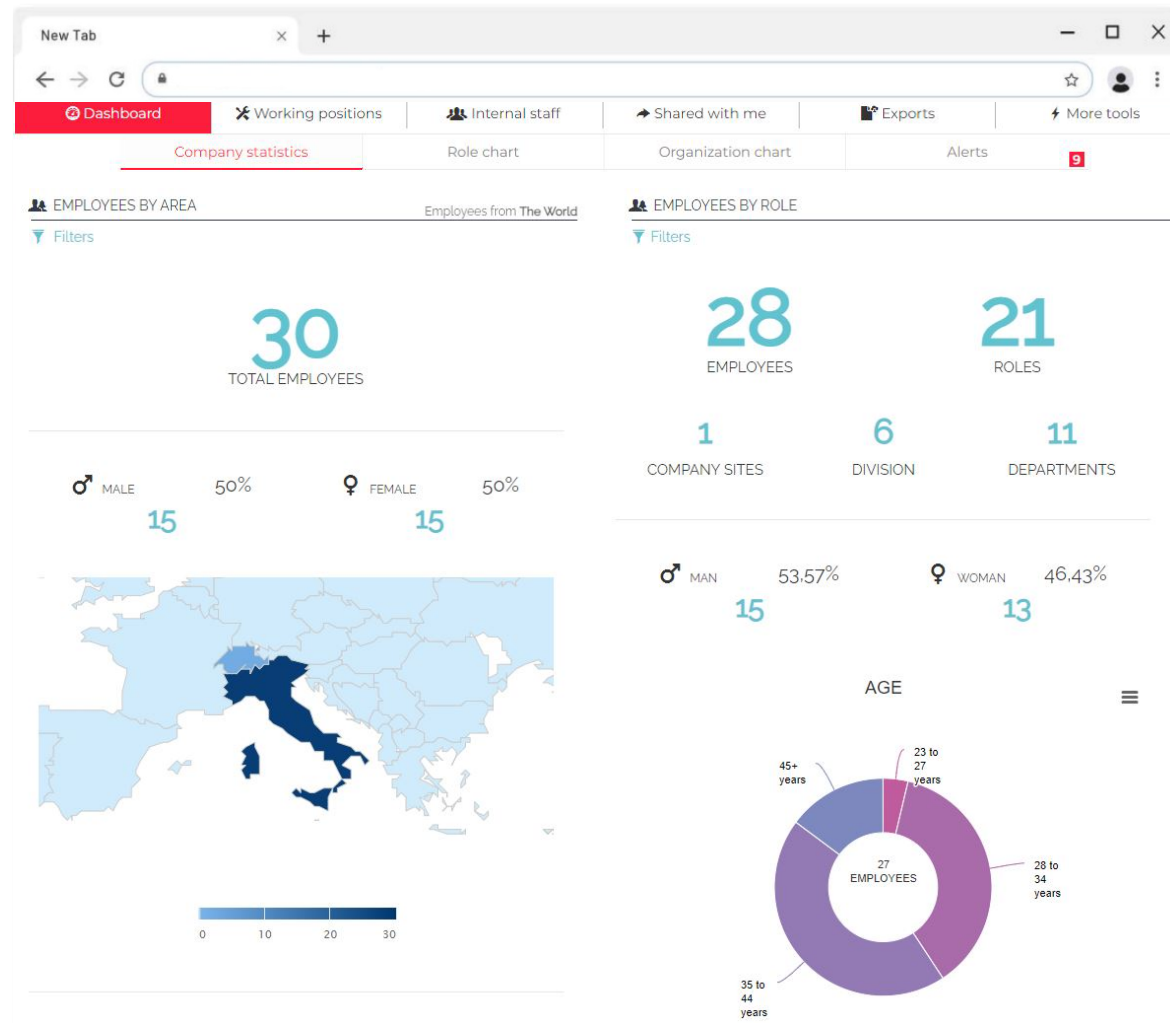 New Tab
Dashboard Working positions Internal staff Shared with me Exports More tools
Company statistics Role chart Organization chart Alerts 9
EMPLOYEES BY AREA Employees from The World
Filters
30
TOTAL EMPLOYEES
MALE 50% FEMALE 50%
15 15
0 10 20 30
EMPLOYEES BY ROLE
Filters
28 21
EMPLOYEES ROLES
1 6 11
COMPANY SITES DIVISION DEPARTMENTS
MAN 53,57% WOMAN 46,43%
15 13
AGE
23 to
27
years
45+
years
27
EMPLOYEES
28 to
34
years
35 to
44
years